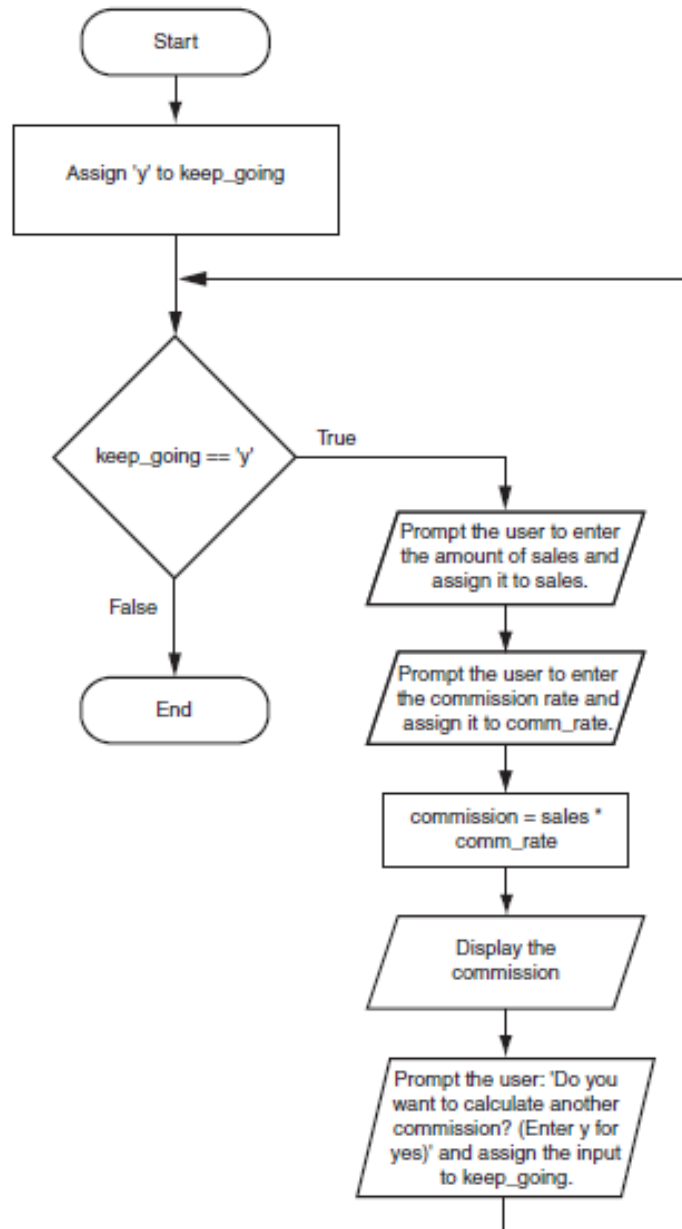 Start
Assign 'y' to keep_going
keep_going == 'y'
True
False
End
Prompt the user to enter
the amount of sales and
assign it to sales.
Prompt the user to enter
the commission rate and
assign it to comm_rate.
commission = sales *
comm_rate
Display the
commission
Prompt the user: 'Do you
want to calculate another
commission? (Enter y for
yes)' and assign the input
to keep_going.